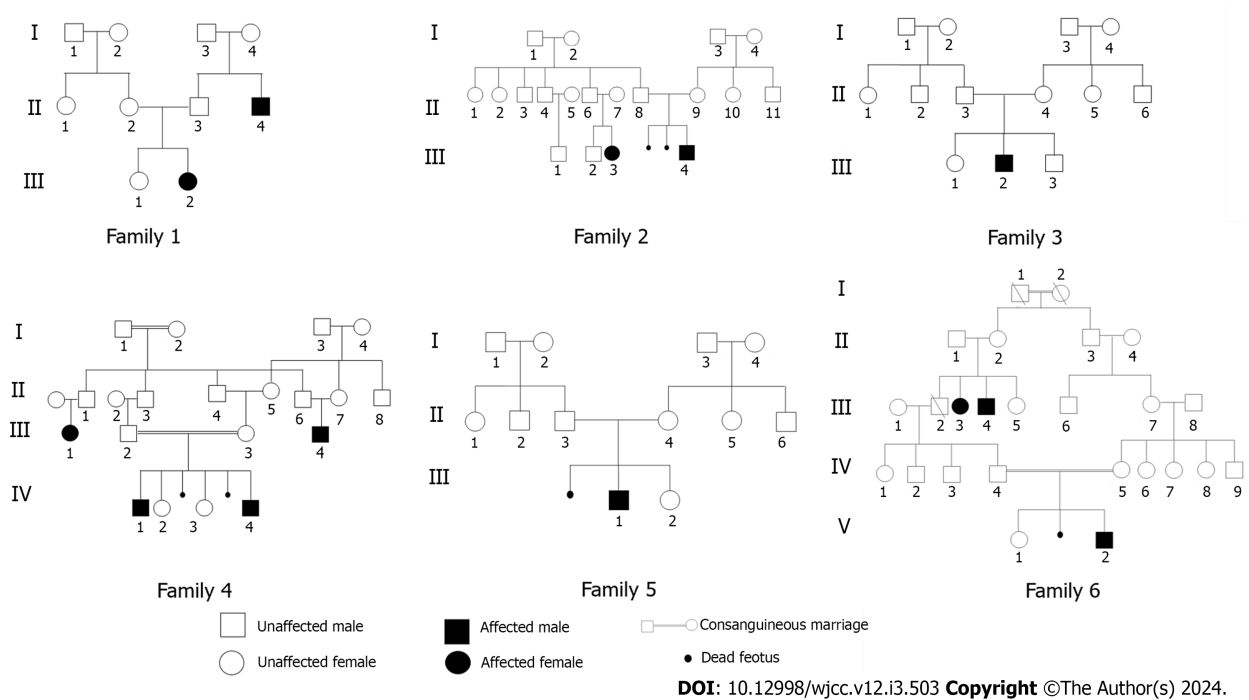 I
1 2 3 4
II
1 2 3 4
III
1 2
Family 1
I
1 2 3 4
II
1 2 3 4 5 6 7 8 9 10 11
III
1 2 3 4
Family 2
I
1 2 3 4
II
1 2 3 4 5 6
III
1 2 3
Family 3
I
1 2 3 4
II
1 2 3 4 5 6 7 8
III
1 2 3 4
IV
1 2 3 4
Family 4
I
1 2 3 4
II
1 2 3 4 5 6
III
1 2
Family 5
1 2
I
II
1 2 3 4
III
1 2 3 4 5 6 7 8
IV
1 2 3 4 5 6 7 8 9
V
1 2
Family 6
Unaffected male
Affected male
Consanguineous marriage
Unaffected female
Affected female
Dead feotus
DOI: 10.12998/wjcc.v12.i3.503 Copyright ©The Author(s) 2024.